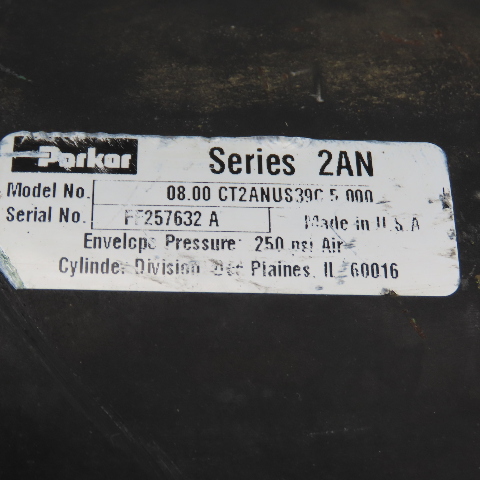 Parker Series 2AN
Model No. 08.00 CT2ANUS39C 5.000
Serial No. FF257632 A Made in U.S.A
Envelope Pressure: 250 psi Air
Cylinder Division Des Plaines, IL 60016